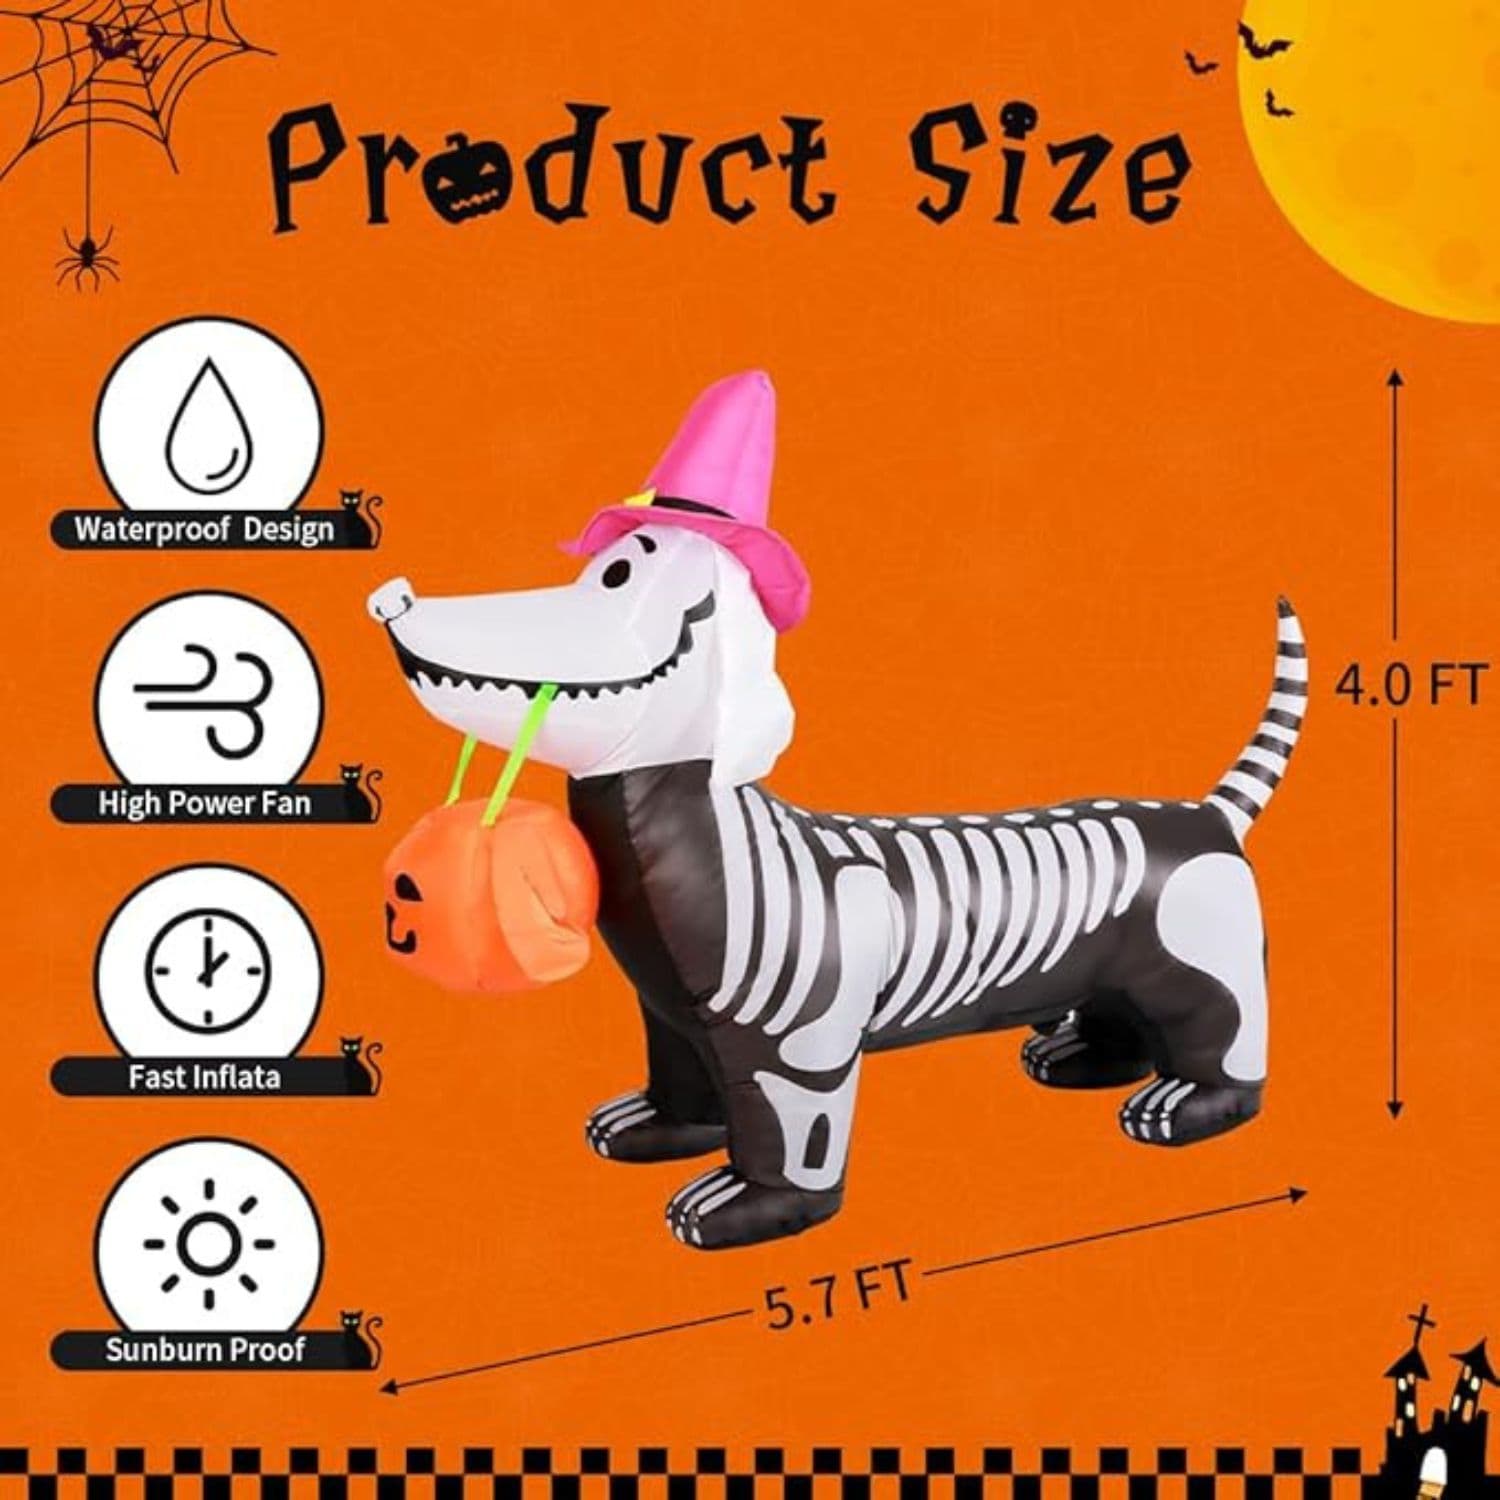 Product Size
Waterproof Design
High Power Fan
Fast Inflata
Sunburn Proof
4.0 FT
5.7 FT